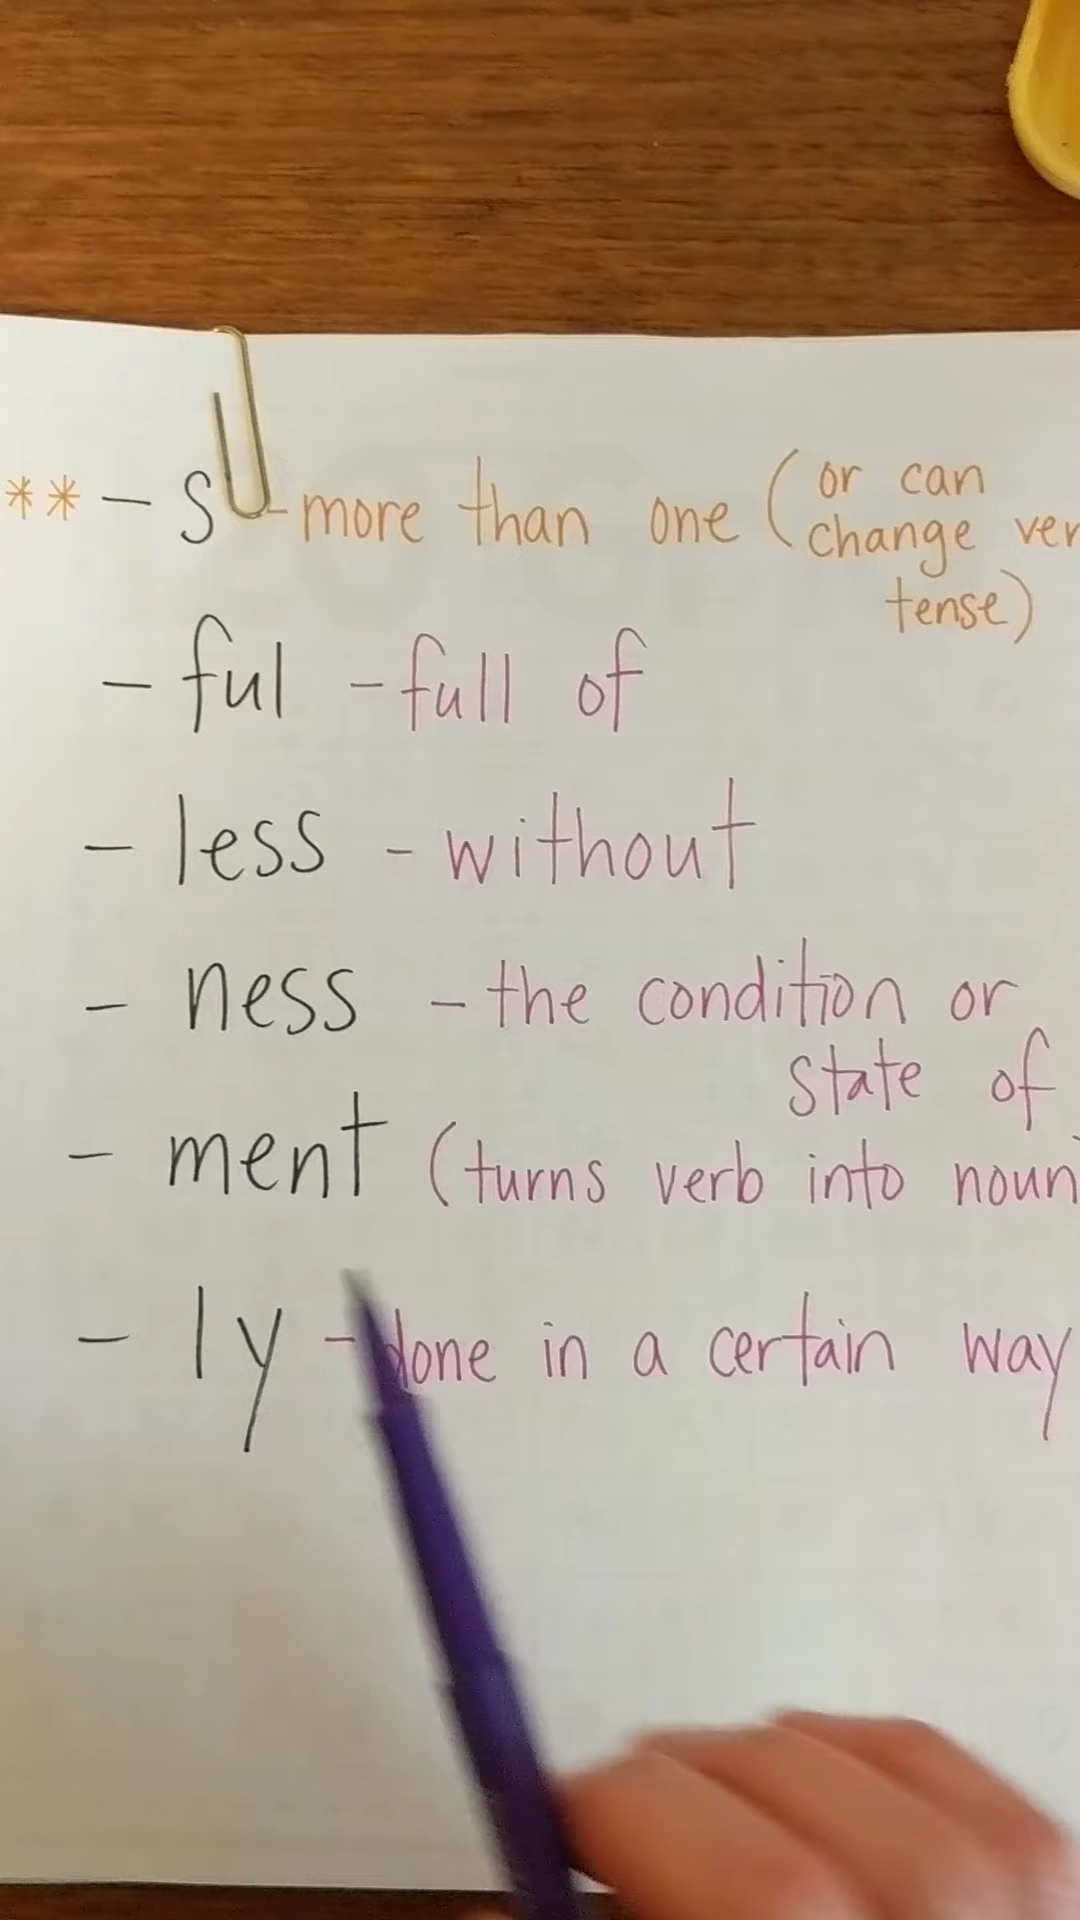 ** - s - more than one (or can
change ver
tense)
- ful - full of
- less - without
- ness - the condition or
state of
- ment (turns verb into noun
- ly - done in a certain way